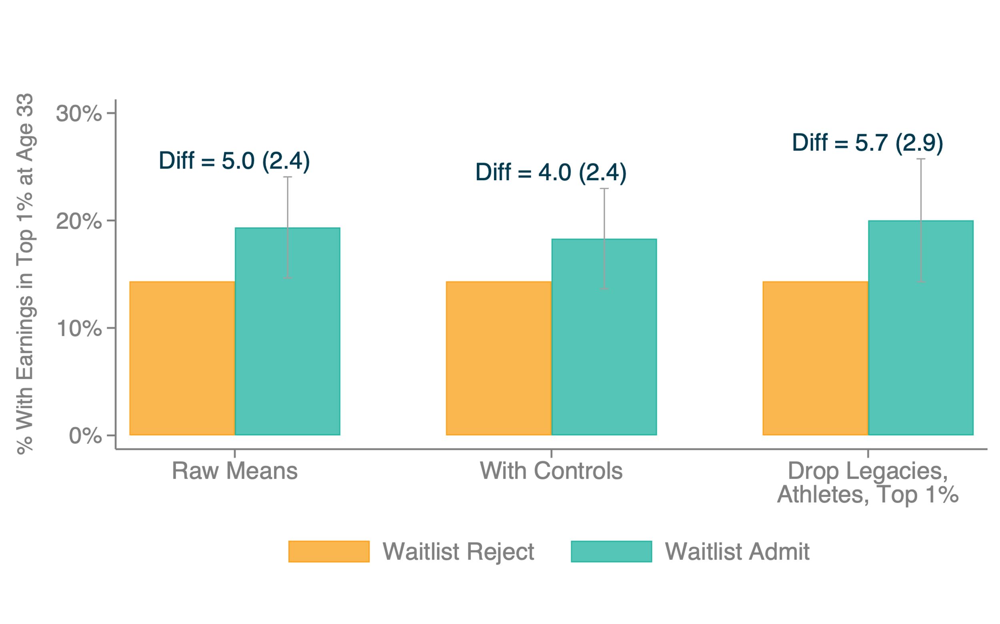 % With Earnings in Top 1% at Age 33
30%
20%
10%
0%
Diff = 5.0 (2.4)
Diff = 4.0 (2.4)
Diff = 5.7 (2.9)
Raw Means
With Controls
Drop Legacies,
Athletes, Top 1%
Waitlist Reject
Waitlist Admit